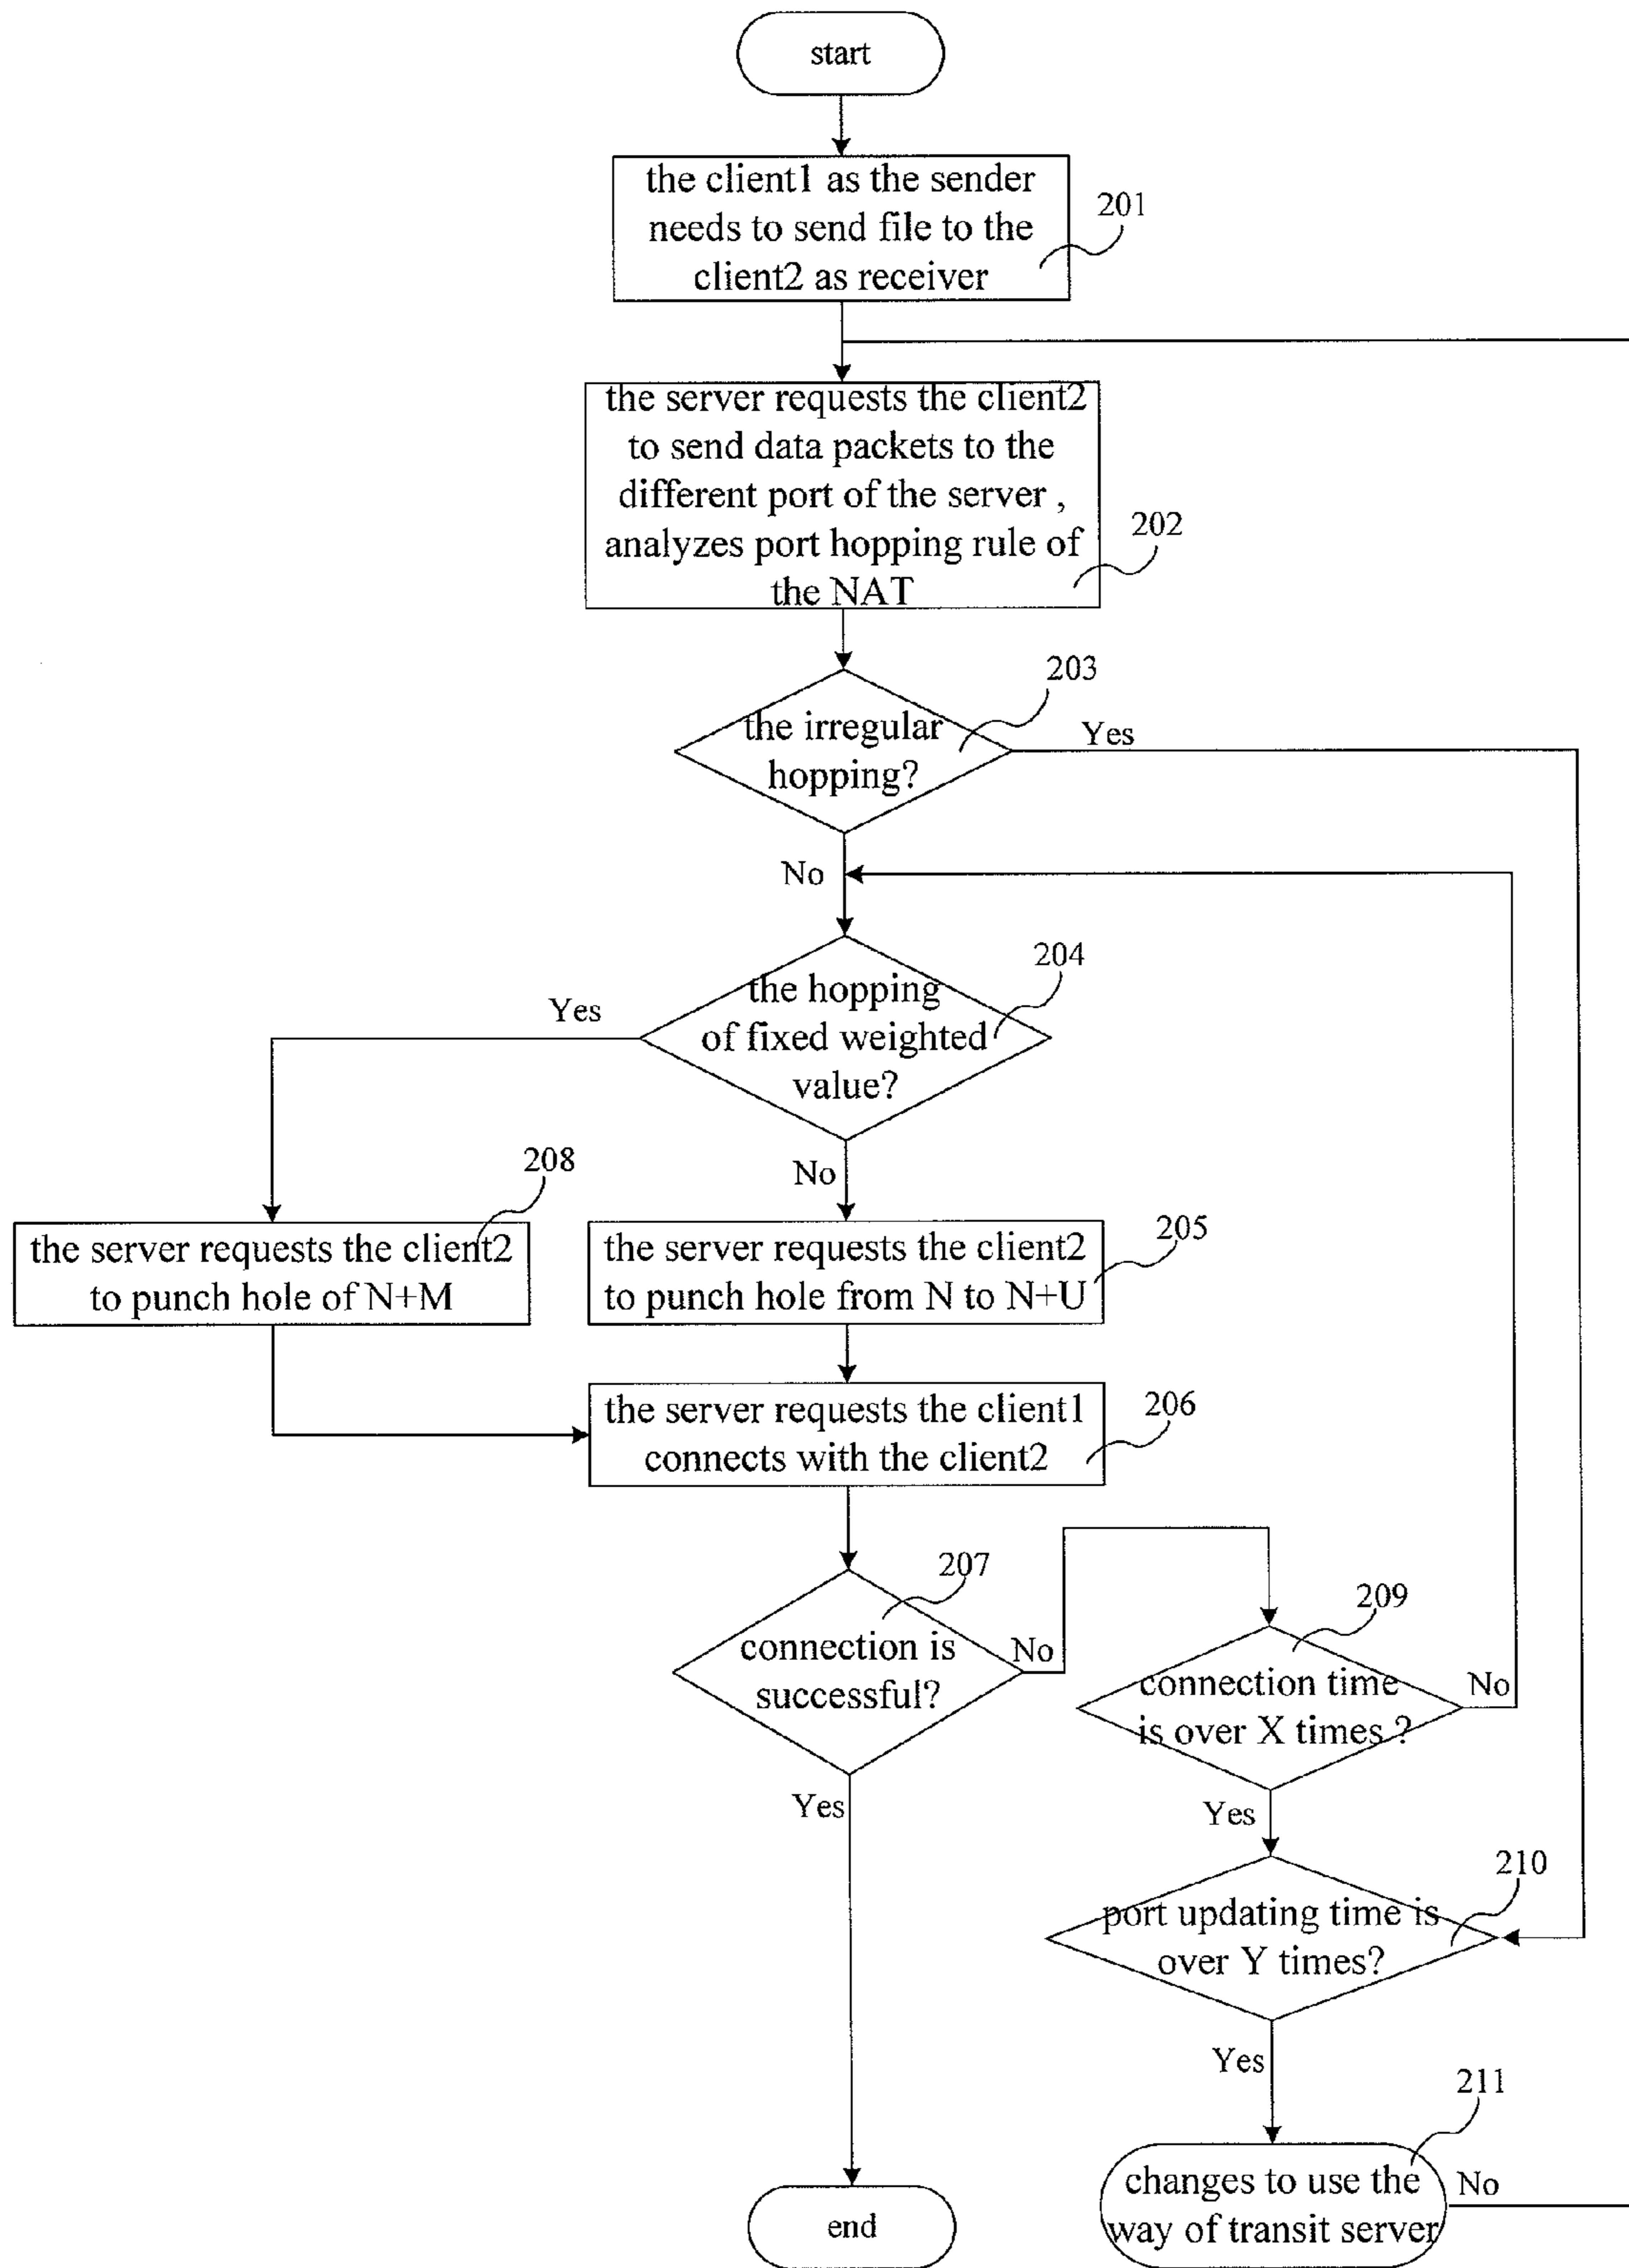 start
the client1 as the sender
needs to send file to the
client2 as receiver
201
the server requests the client2
to send data packets to the
different port of the server ,
analyzes port hopping rule of
the NAT
202
203
the irregular
hopping?
Yes
No
204
the hopping
of fixed weighted
value?
Yes
No
208
the server requests the client2
to punch hole of N+M
205
the server requests the client2
to punch hole from N to N+U
206
the server requests the client1
connects with the client2
207
connection is
successful?
No
Yes
209
connection time
is over X times ?
No
Yes
210
port updating time is
over Y times?
Yes
211
changes to use the
way of transit server
No
end